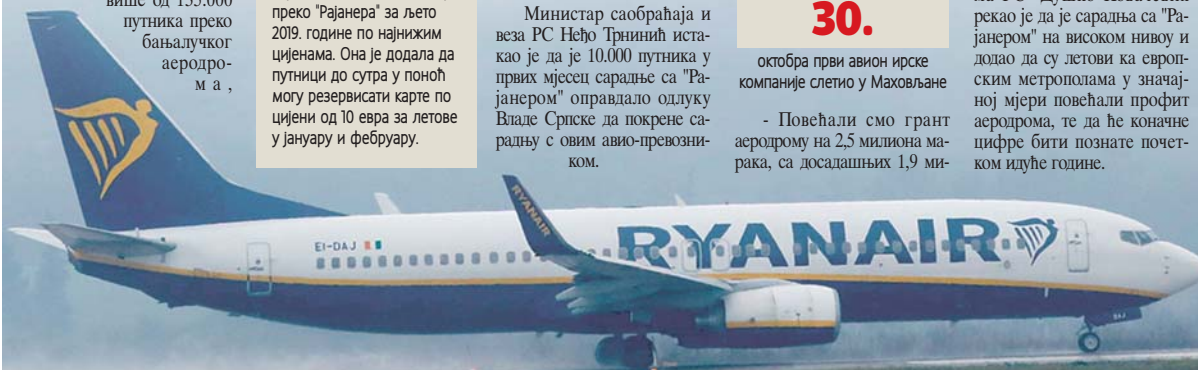 више од 135.000
путника преко
бањалучког
аеродро-
ма,
преко "Рајанера" за љето
2019. године по најнижим
цијенама. Она је додала да
путници до сутра у поноћ
могу резервисати карте по
цијени од 10 евра за летове
у јануару и фебруару.
Министар саобраћаја и
веза РС Неђо Трнинић иста-
као је да је 10.000 путника у
првих мјесец сарадње са "Ра-
јанером" оправдало одлуку
Владе Српске да покрене са-
радњу с овим авио-превозни-
ком.
30.
октобра први авион ирске
компаније слетио у Маховљане
- Повећали смо грант
аеродрому на 2,5 милиона ма-
рака, са досадашњих 1,9 ми-
рекао је да је сарадња са "Ра-
јанером" на високом нивоу и
додао да су летови ка европ-
ским метрополама у значај-
ној мјери повећали профит
аеродрома, те да ће коначне
цифре бити познате почет-
ком идуће године.
RYANAIR
EI-DAJ
RYANAIR
DAJ